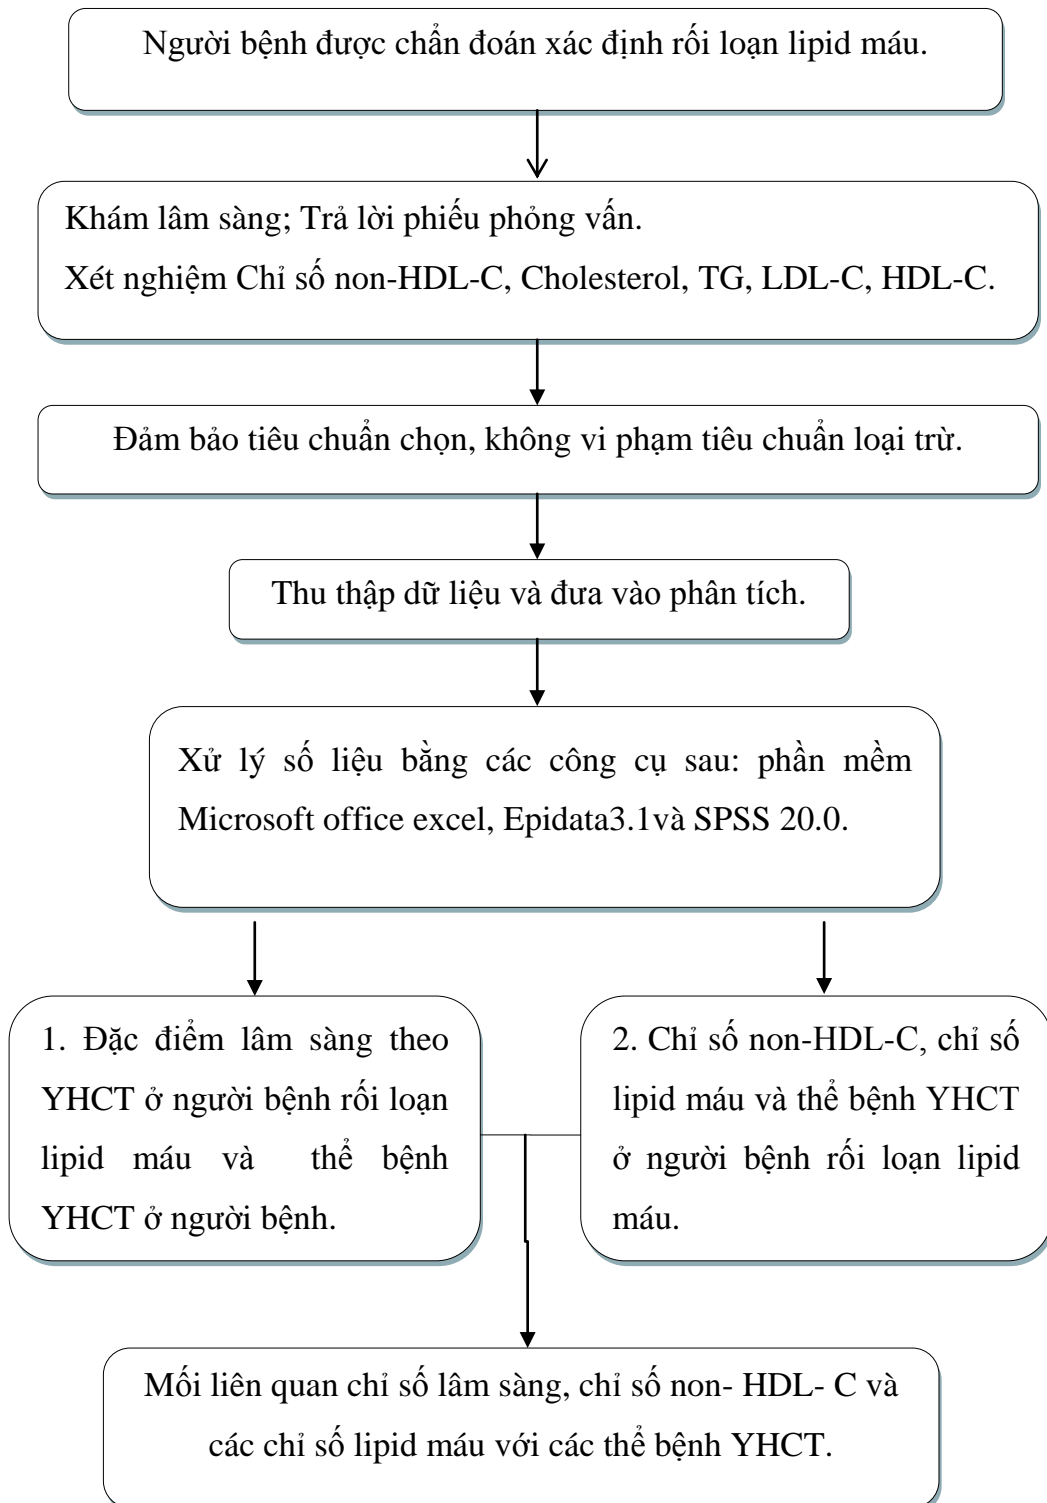 Người bệnh được chẩn đoán xác định rối loạn lipid máu.
Khám lâm sàng; Trả lời phiếu phỏng vấn.
Xét nghiệm Chỉ số non-HDL-C, Cholesterol, TG, LDL-C, HDL-C.
Đảm bảo tiêu chuẩn chọn, không vi phạm tiêu chuẩn loại trừ.
Thu thập dữ liệu và đưa vào phân tích.
Xử lý số liệu bằng các công cụ sau: phần mềm
Microsoft office excel, Epidata3.1và SPSS 20.0.
1. Đặc điểm lâm sàng theo
YHCT ở người bệnh rối loạn
lipid máu và thể bệnh
YHCT ở người bệnh.
2. Chỉ số non-HDL-C, chỉ số
lipid máu và thể bệnh YHCT
ở người bệnh rối loạn lipid
máu.
Mối liên quan chỉ số lâm sàng, chỉ số non- HDL- C và
các chỉ số lipid máu với các thể bệnh YHCT.